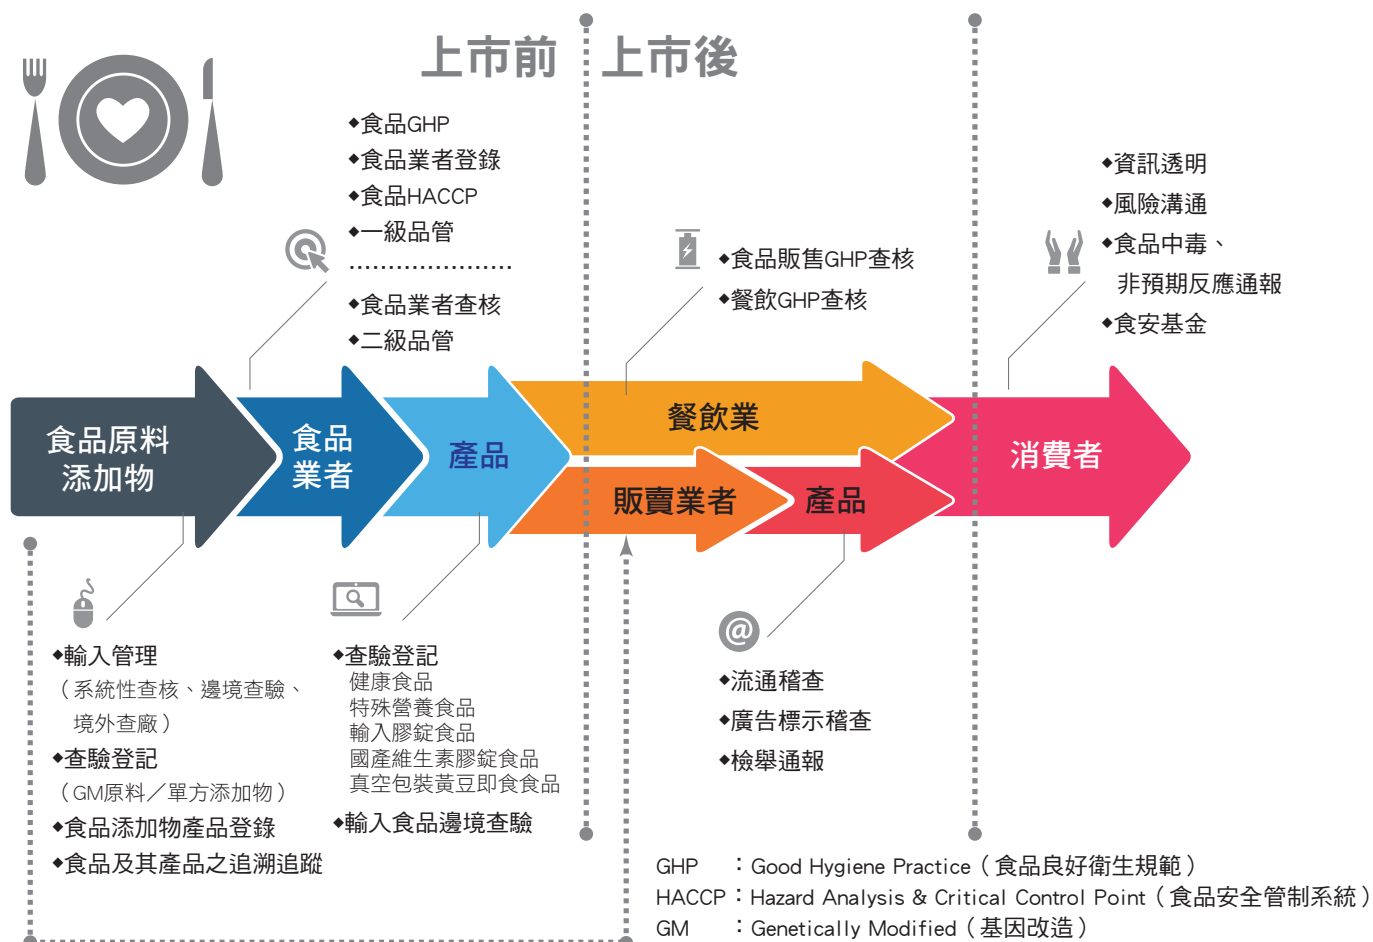 上市前
上市後
◆食品GHP
◆食品業者登錄
◆食品HACCP
◆一級品管
.....................
◆食品業者查核
◆二級品管
◆食品販售GHP查核
◆餐飲GHP查核
◆資訊透明
◆風險溝通
◆食品中毒、
非預期反應通報
◆食安基金
食品原料
添加物
食品
業者
產品
餐飲業
販賣業者
產品
消費者
◆輸入管理
（系統性查核、邊境查驗、
境外查廠）
◆查驗登記
（GM原料／單方添加物）
◆食品添加物產品登錄
◆食品及其產品之追溯追蹤
◆查驗登記
健康食品
特殊營養食品
輸入膠錠食品
國產維生素膠錠食品
真空包裝黃豆即食食品
◆輸入食品邊境查驗
@
◆流通稽查
◆廣告標示稽查
◆檢舉通報
GHP ：Good Hygiene Practice（食品良好衛生規範）
HACCP：Hazard Analysis & Critical Control Point（食品安全管制系統）
GM ：Genetically Modified（基因改造）